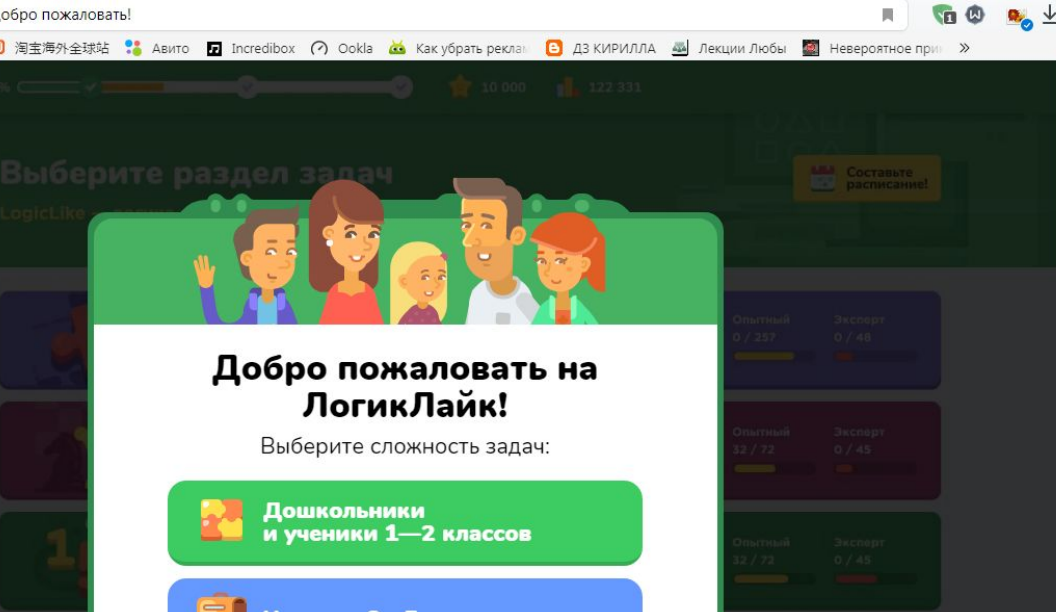 обро пожаловать!
1
淘宝海外全球站 Авито Incredibox Ookla Как убрать реклам ДЗ КИРИЛЛА Лекции Любы Невероятное при
% 10 000 122 331
Выберите раздел задач
Составьте
расписание!
LogicLike
Добро пожаловать на
ЛогикЛайк!
Выберите сложность задач:
Дошкольники
и ученики 1—2 классов
Опытный Эксперт
0 / 257 0 / 48
Опытный Эксперт
32 / 72 0 / 45
Опытный Эксперт
32 / 72 0 / 45